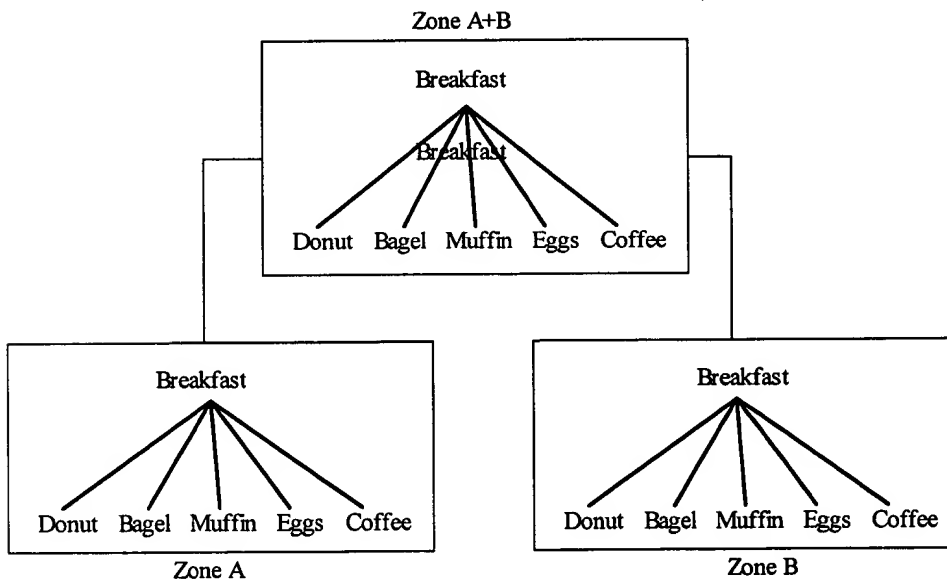 Zone A+B
Breakfast
Breakfast
Donut Bagel Muffin Eggs Coffee
Breakfast
Donut Bagel Muffin Eggs Coffee
Zone A
Breakfast
Donut Bagel Muffin Eggs Coffee
Zone B